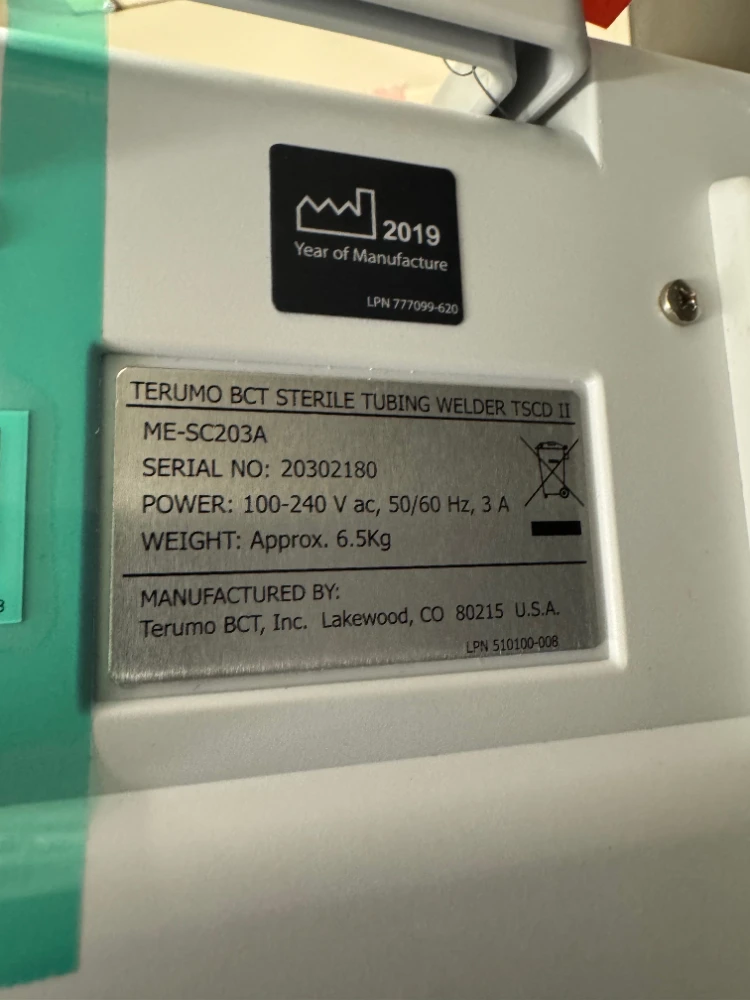 2019
Year of Manufacture
LPN 777099-620
TERUMO BCT STERILE TUBING WELDER TSCD II
ME-SC203A
SERIAL NO: 20302180
POWER: 100-240 V ac, 50/60 Hz, 3 A
WEIGHT: Approx. 6.5Kg
MANUFACTURED BY:
Terumo BCT, Inc. Lakewood, CO 80215 U.S.A.
LPN 510100-008